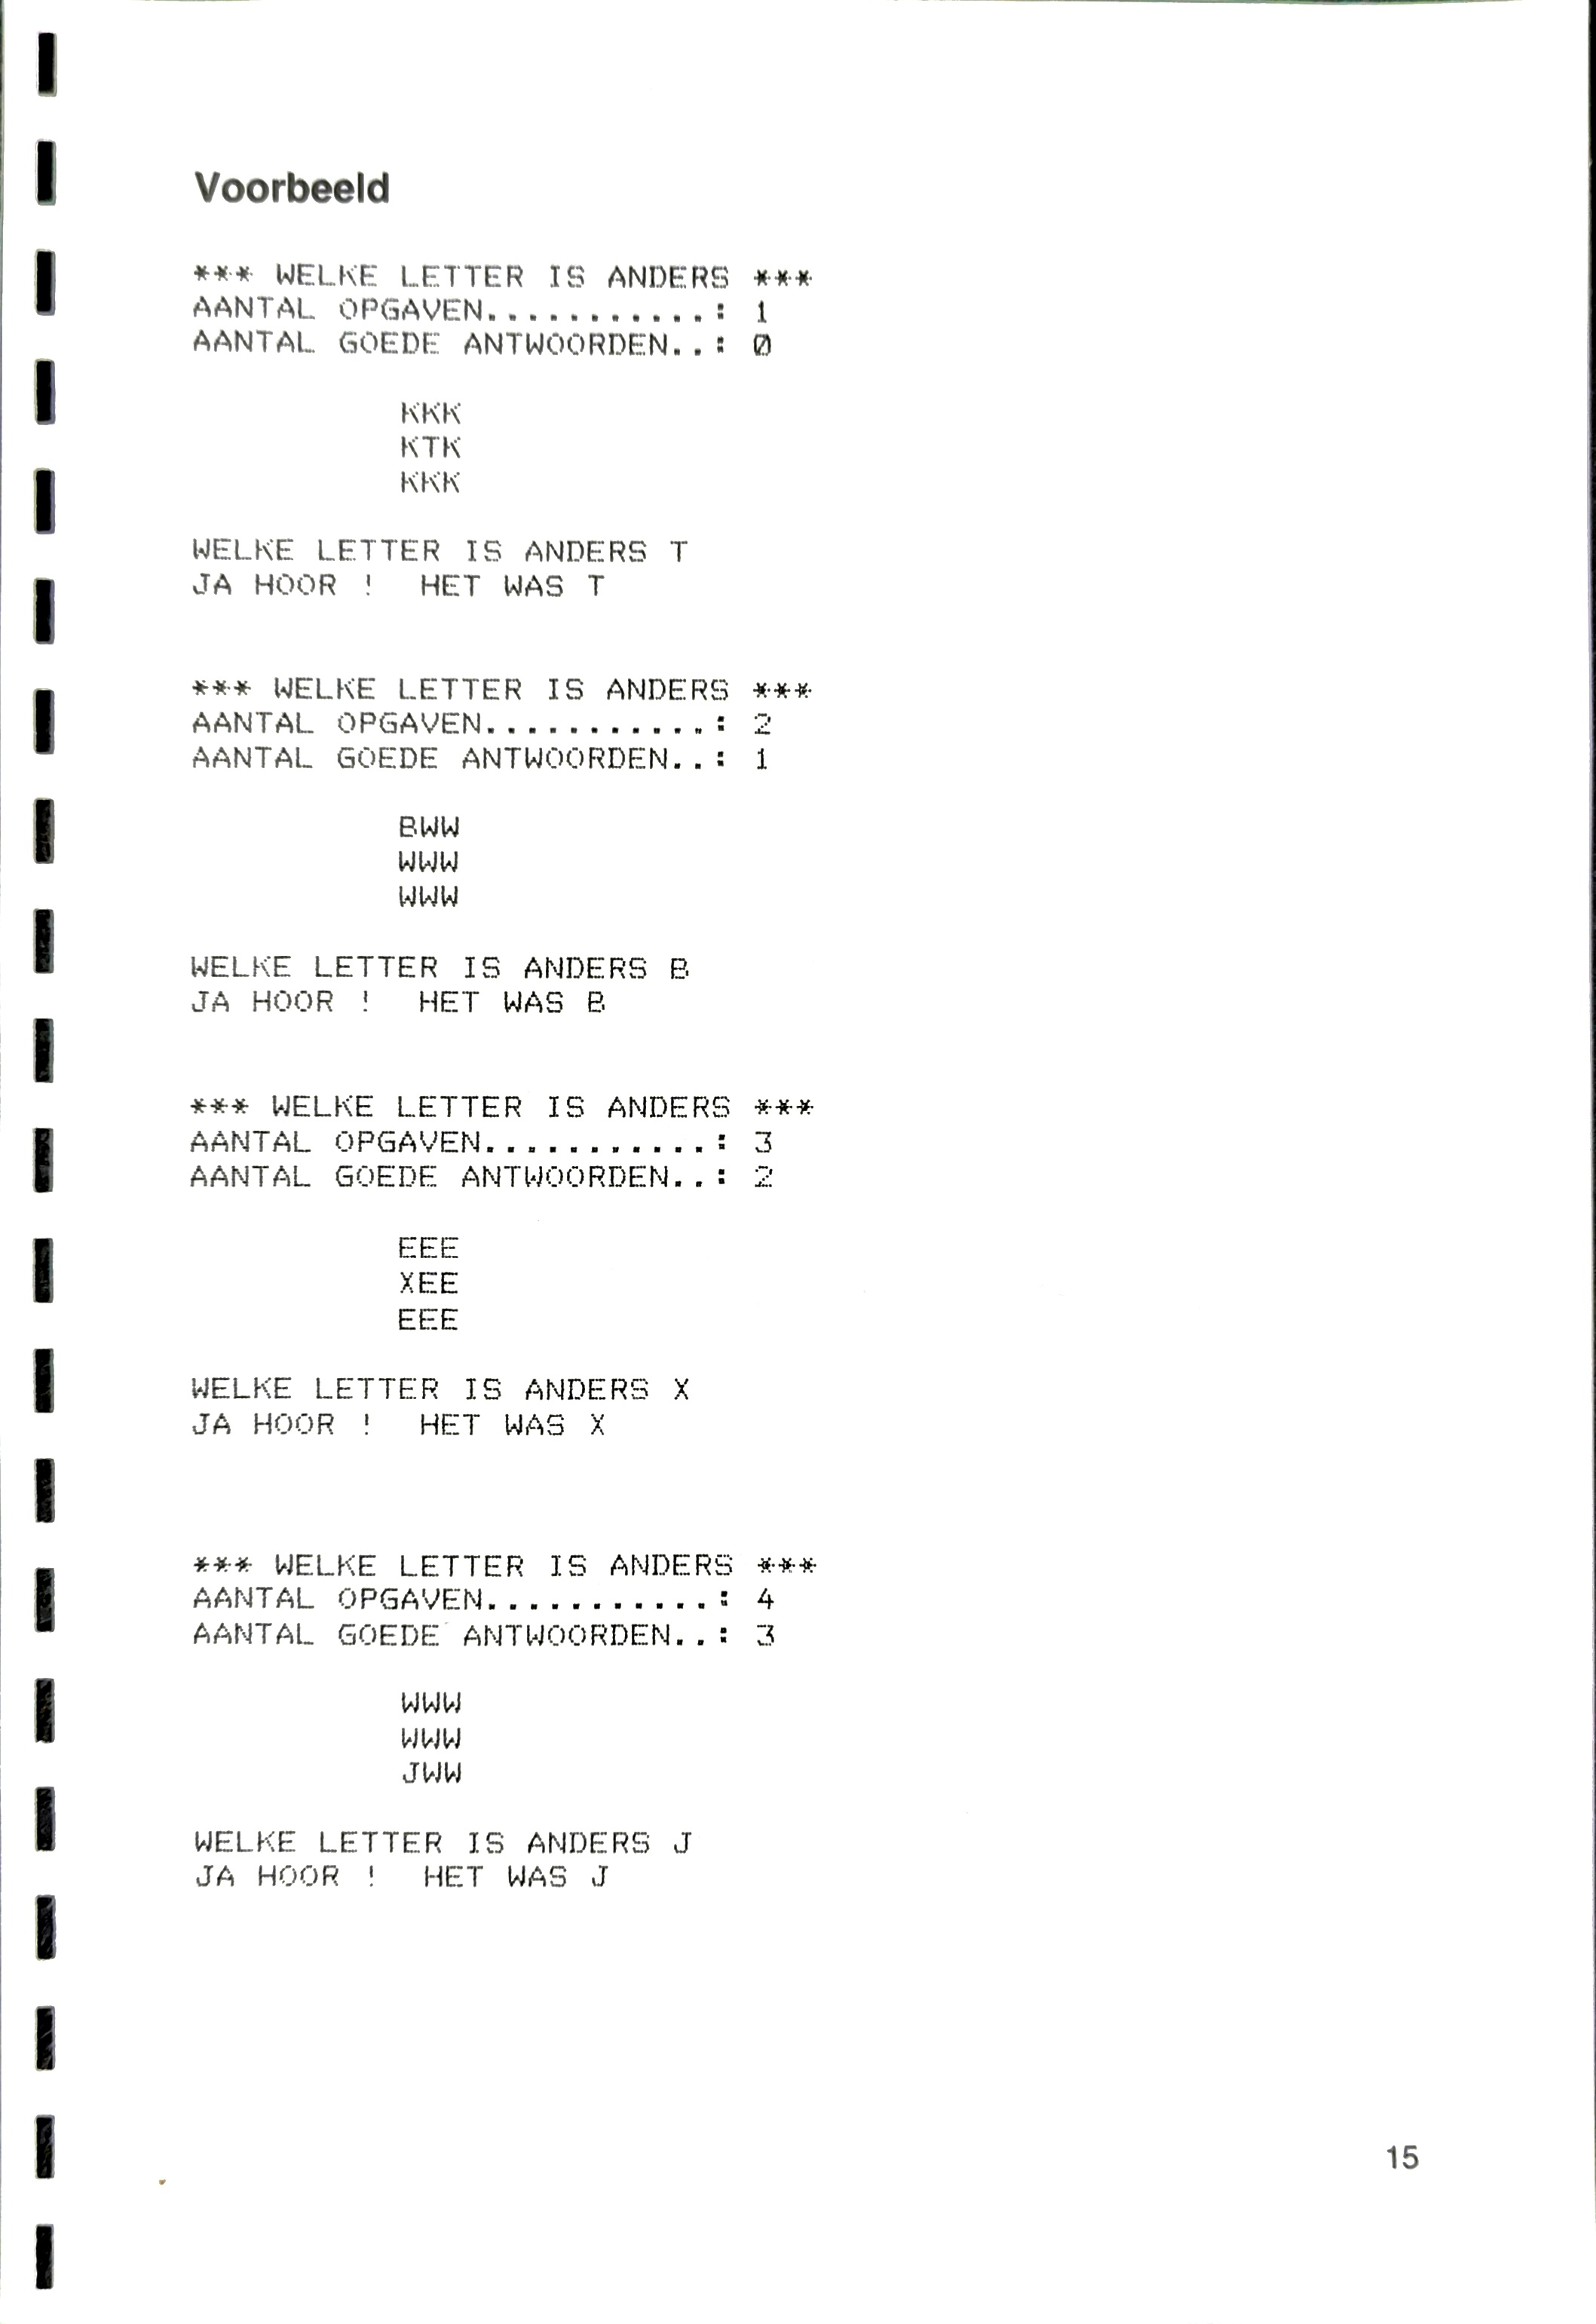 Voorbeeld
*** WELKE LETTER IS ANDERS ***
AANTAL OPGAVEN...........: 1
AANTAL GOEDE ANTWOORDEN..: 0
KKK
KTK
KKK
WELKE LETTER IS ANDERS T
JA HOOR !  HET WAS T
*** WELKE LETTER IS ANDERS ***
AANTAL OPGAVEN...........: 2
AANTAL GOEDE ANTWOORDEN..: 1
BWW
WWW
WWW
WELKE LETTER IS ANDERS B
JA HOOR !  HET WAS B
*** WELKE LETTER IS ANDERS ***
AANTAL OPGAVEN...........: 3
AANTAL GOEDE ANTWOORDEN..: 2
EEE
XEE
EEE
WELKE LETTER IS ANDERS X
JA HOOR !  HET WAS X
*** WELKE LETTER IS ANDERS ***
AANTAL OPGAVEN...........: 4
AANTAL GOEDE ANTWOORDEN..: 3
WWW
WWW
JWW
WELKE LETTER IS ANDERS J
JA HOOR !  HET WAS J
15